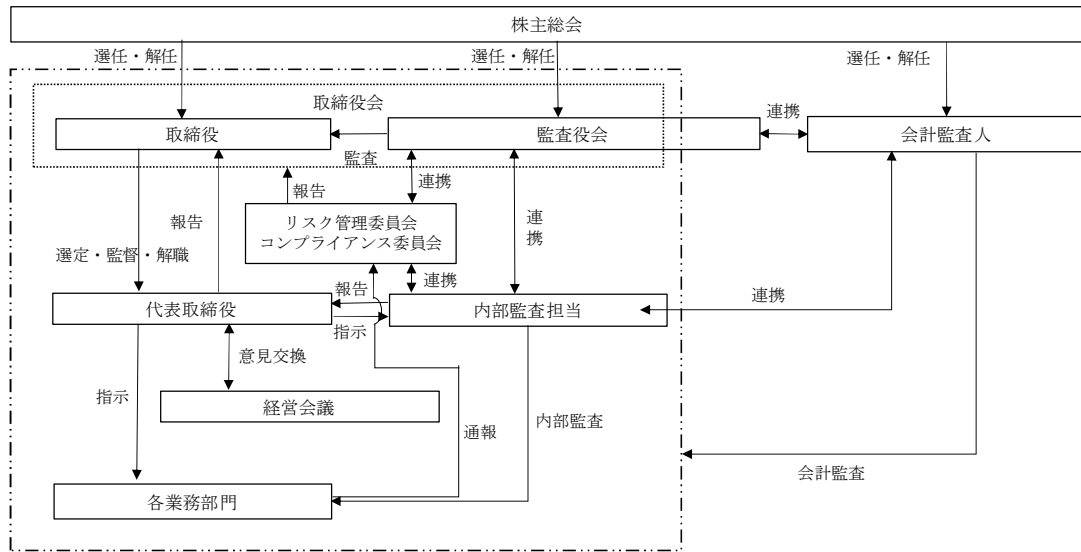 株主総会
選任・解任
選任・解任
選任・解任
取締役会
取締役
監査役会
連携
会計監査人
監査
報告
連携
報告
リスク管理委員会
コンプライアンス委員会
連
携
選定・監督・解職
報告
連携
代表取締役
内部監査担当
連携
指示
意見交換
指示
経営会議
通報
内部監査
会計監査
各業務部門